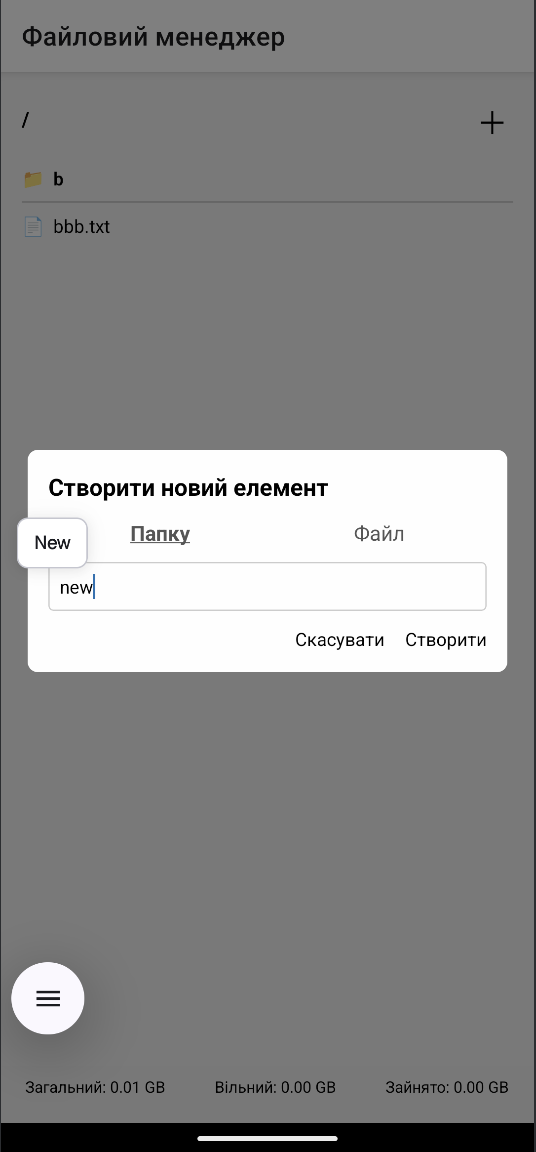 Файловий менеджер
/
b
bbb.txt
Створити новий елемент
New
Папку Файл
new
Скасувати Створити
Загальний: 0.01 GB Вільний: 0.00 GB Зайнято: 0.00 GB